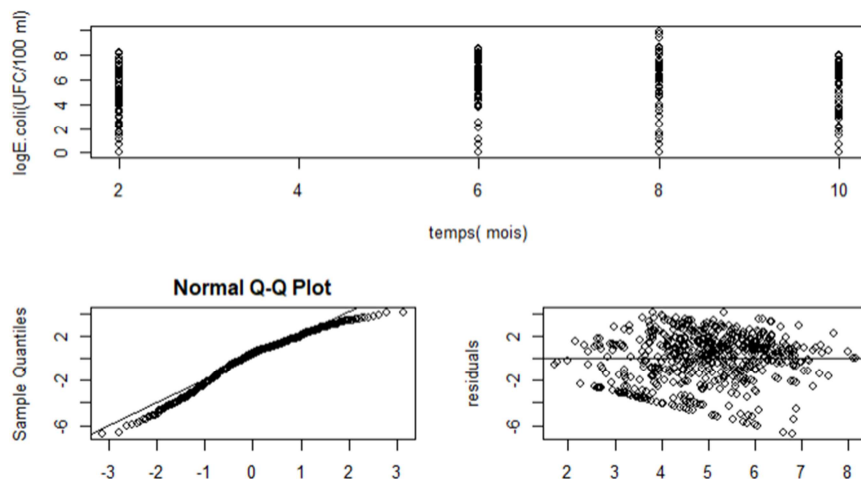 logE.coli(UFC/100 ml)
8
6
4
2
0
2 4 6 8 10
temps( mois)
Normal Q-Q Plot
Sample Quantiles
2
-2
-6
-3 -2 -1 0 1 2 3
residuals
2
-2
-6
2 3 4 5 6 7 8